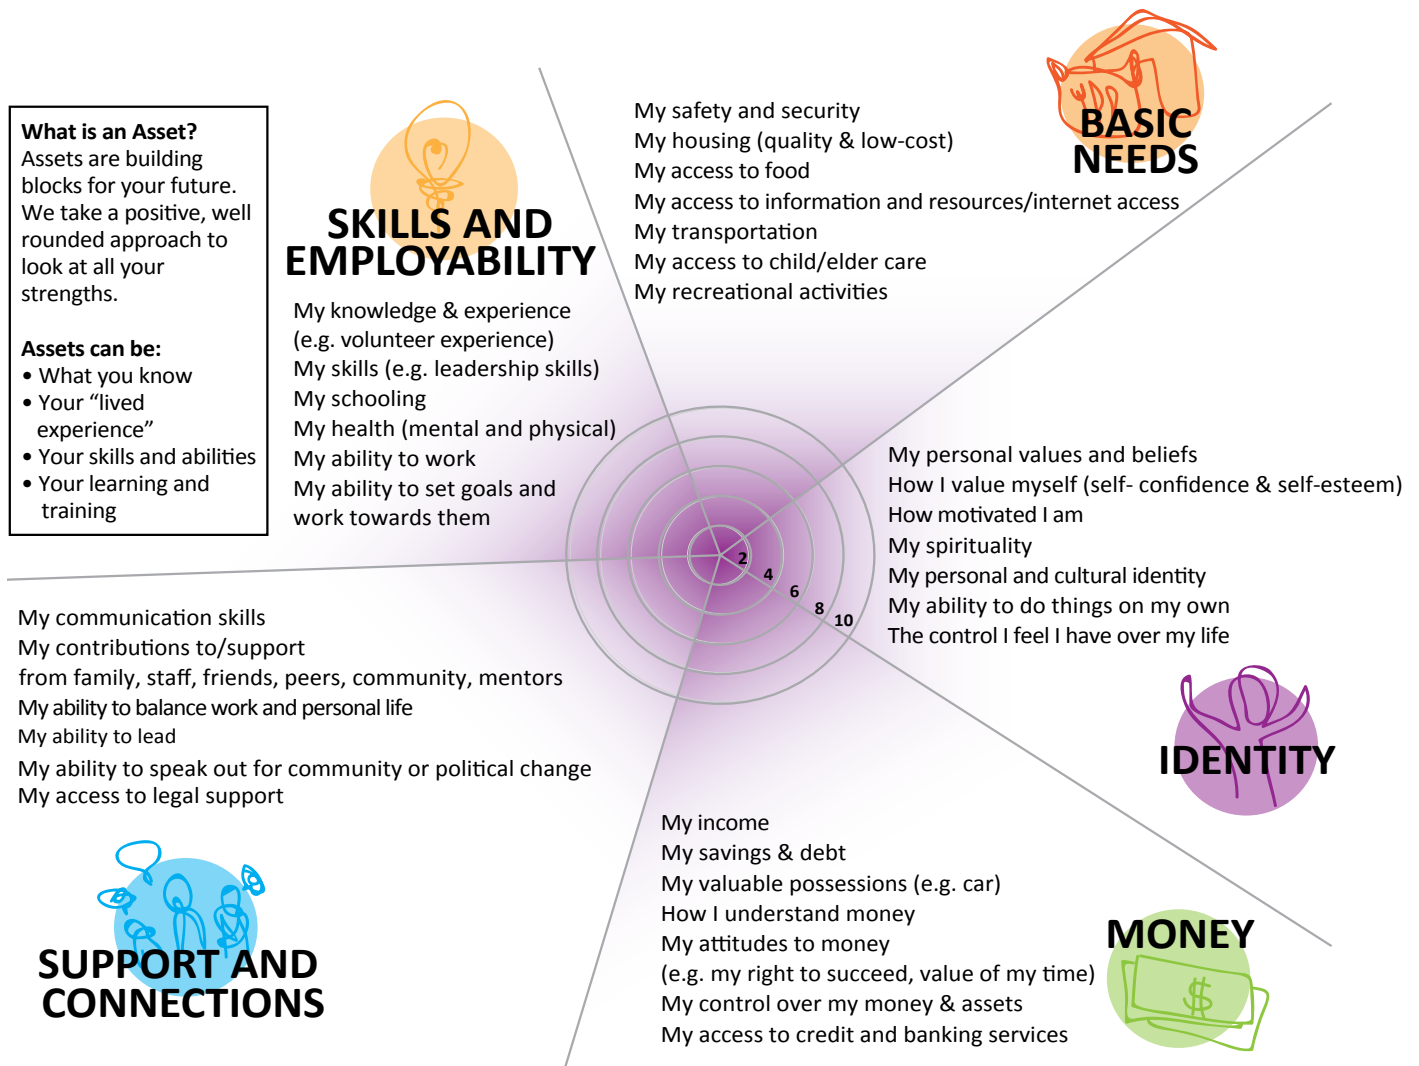 What is an Asset?
Assets are building
blocks for your future.
We take a positive, well
rounded approach to
look at all your
strengths.
Assets can be:
• What you know
• Your “lived
experience”
• Your skills and abilities
• Your learning and
training
SKILLS AND
EMPLOYABILITY
My knowledge & experience
(e.g. volunteer experience)
My skills (e.g. leadership skills)
My schooling
My health (mental and physical)
My ability to work
My ability to set goals and
work towards them
BASIC
NEEDS
My safety and security
My housing (quality & low-cost)
My access to food
My access to information and resources/internet access
My transportation
My access to child/elder care
My recreational activities
My personal values and beliefs
How I value myself (self- confidence & self-esteem)
How motivated I am
My spirituality
My personal and cultural identity
My ability to do things on my own
The control I feel I have over my life
IDENTITY
2
4
6
8
10
My communication skills
My contributions to/support
from family, staff, friends, peers, community, mentors
My ability to balance work and personal life
My ability to lead
My ability to speak out for community or political change
My access to legal support
SUPPORT AND
CONNECTIONS
My income
My savings & debt
My valuable possessions (e.g. car)
How I understand money
My attitudes to money
(e.g. my right to succeed, value of my time)
My control over my money & assets
My access to credit and banking services
MONEY
$